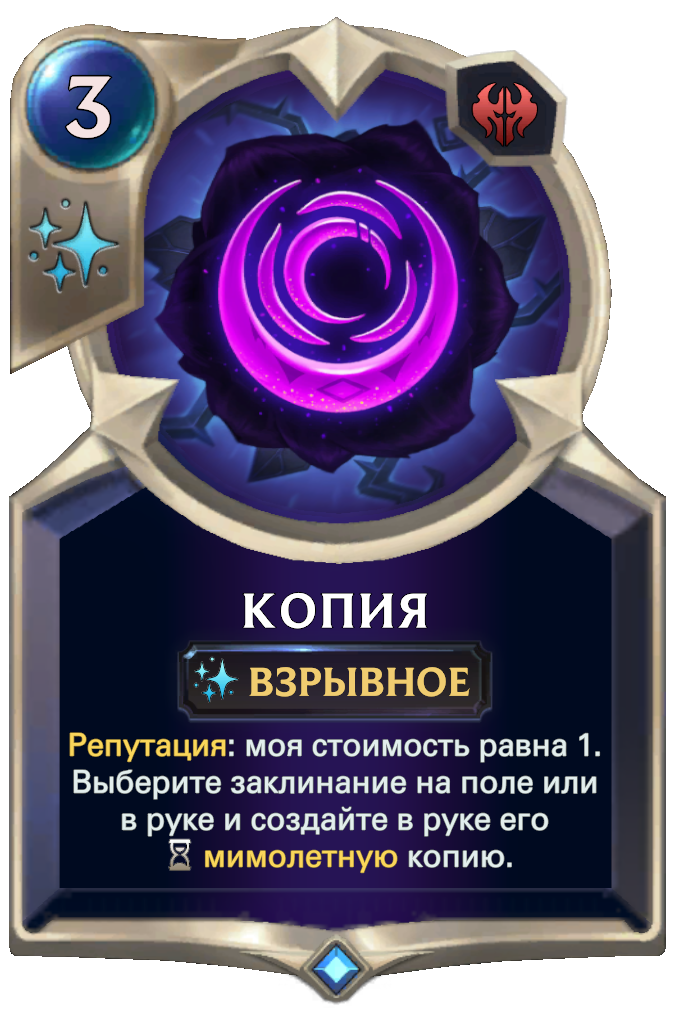 3
КОПИЯ
ВЗРЫВНОЕ
Репутация: моя стоимость равна 1.
Выберите заклинание на поле или
в руке и создайте в руке его
мимолетную копию.